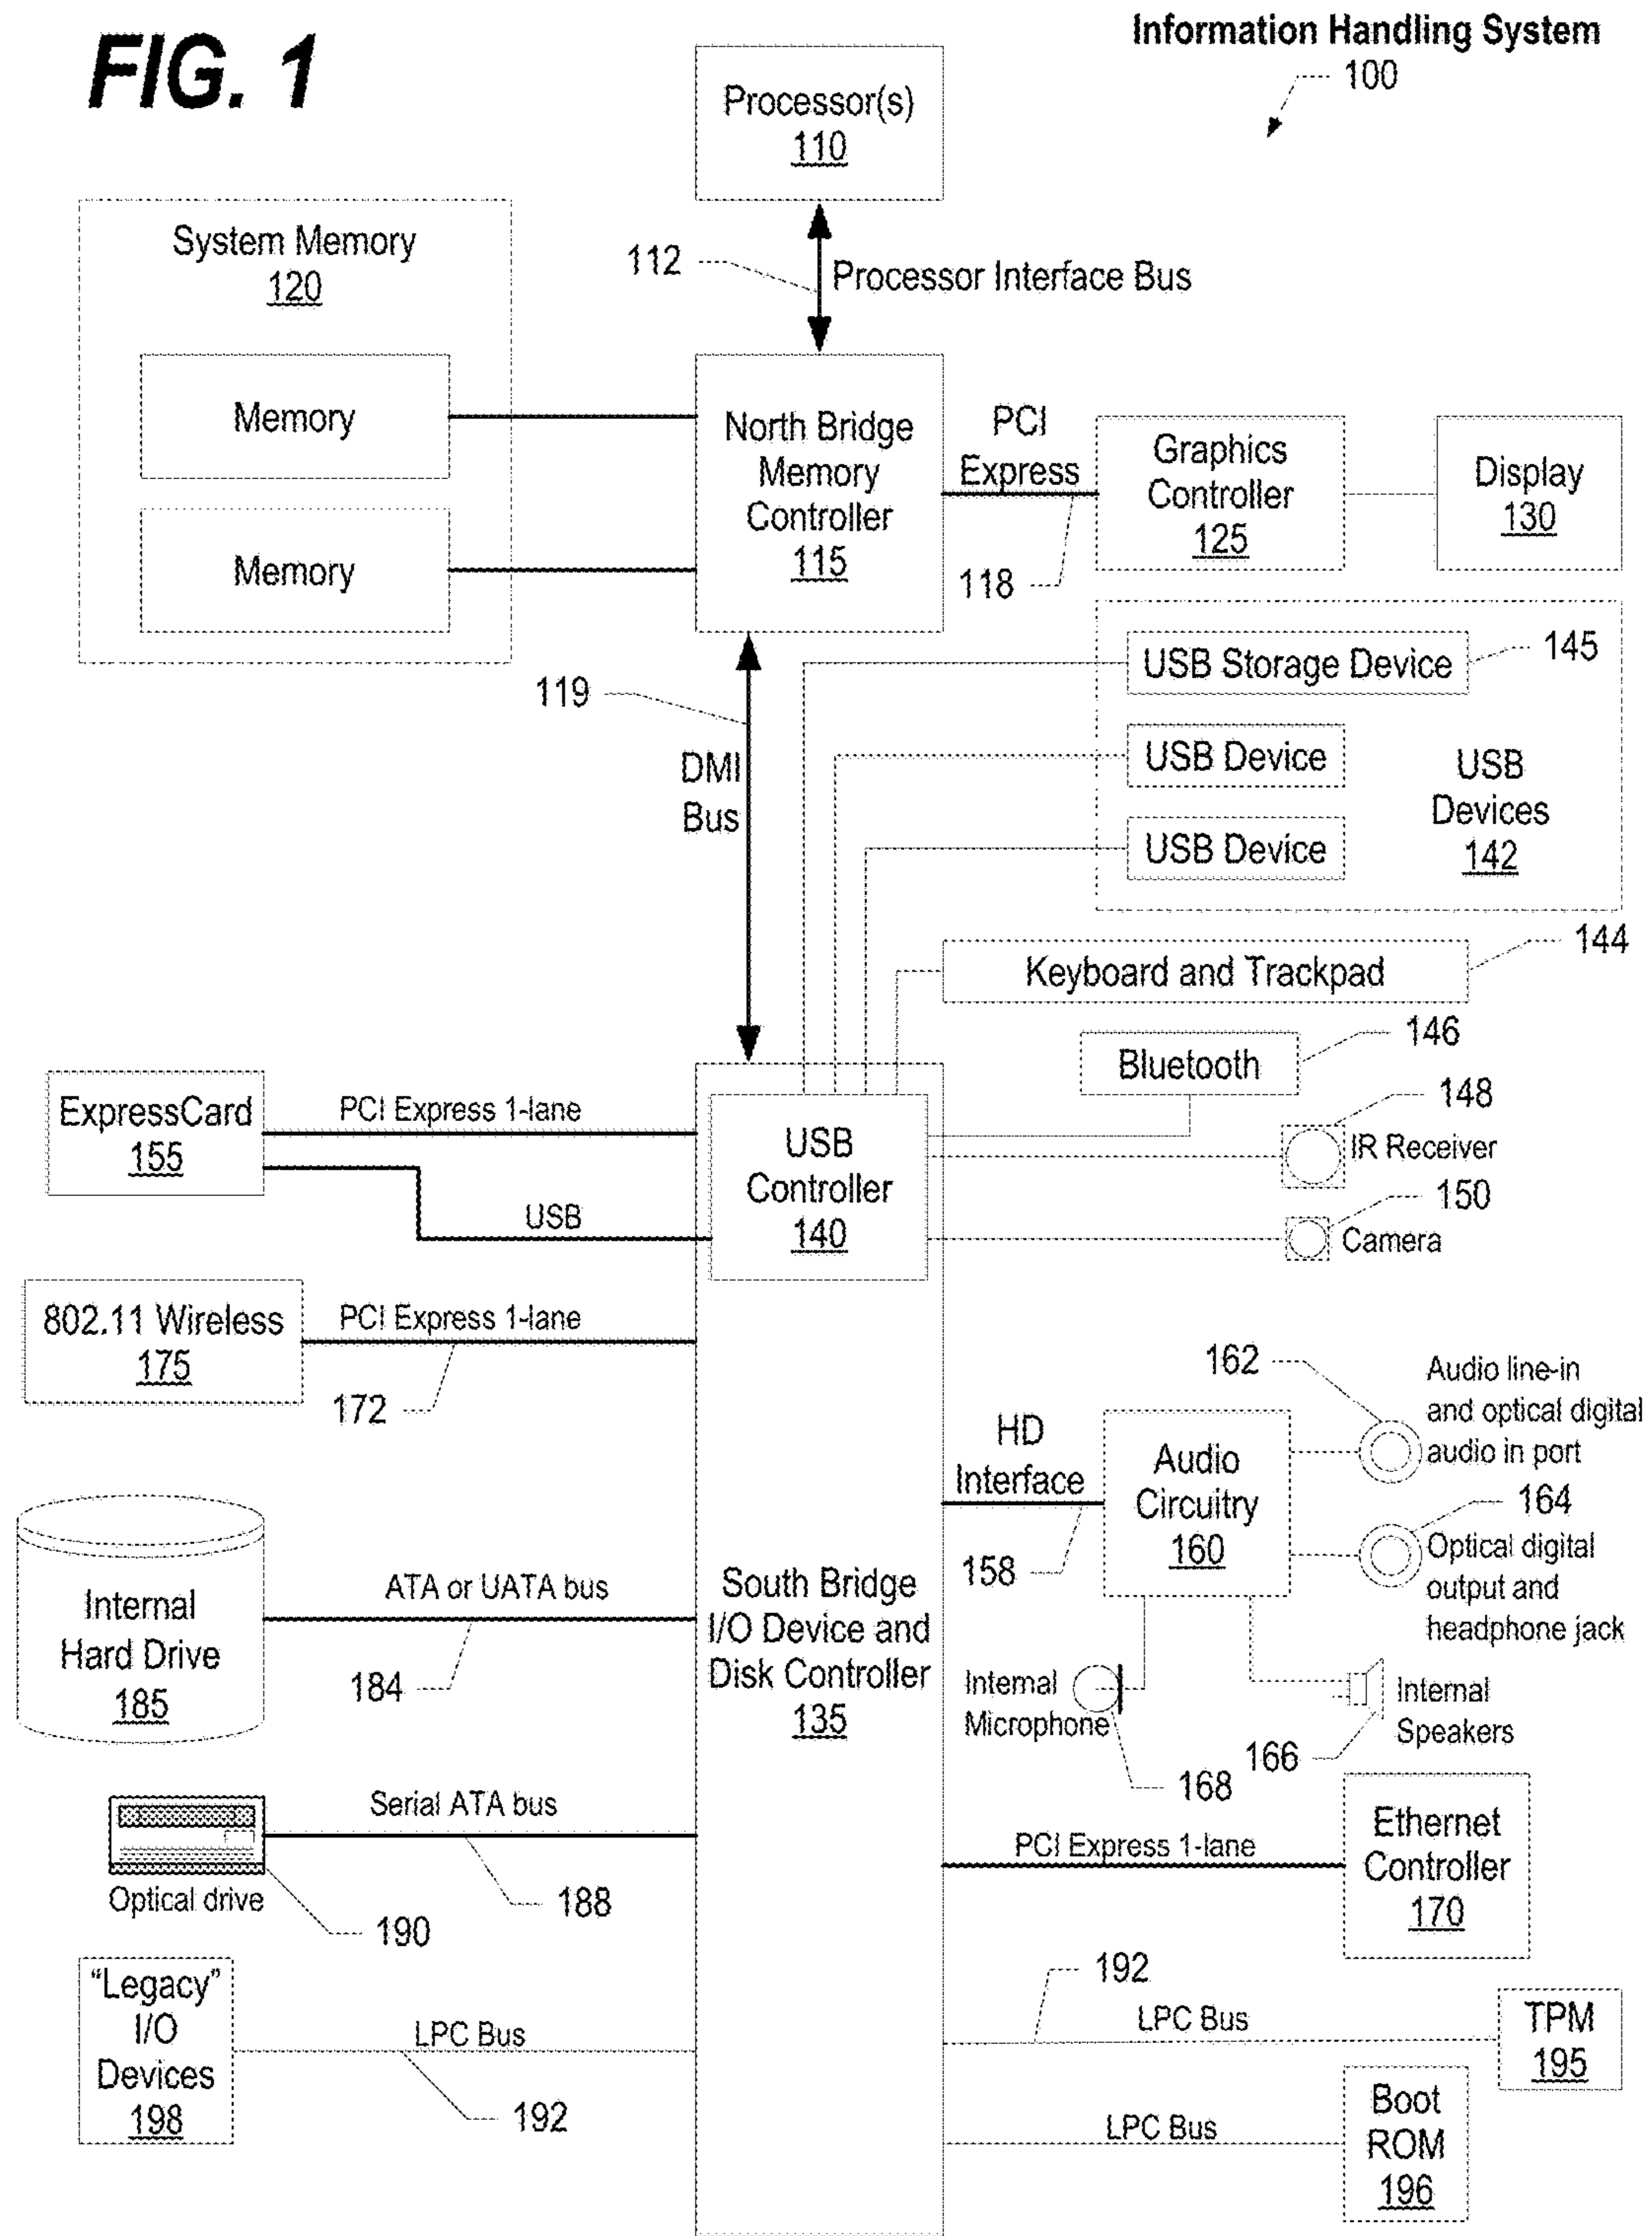 FIG. 1
Information Handling System
100
Processor(s)
110
System Memory
120
112
Processor Interface Bus
Memory
Memory
North Bridge
Memory
Controller
115
PCI
Express
118
Graphics
Controller
125
Display
130
119
DMI
Bus
USB Storage Device
145
USB Device
USB Device
USB
Devices
142
144
Keyboard and Trackpad
146
Bluetooth
148
IR Receiver
150
Camera
ExpressCard
155
PCI Express 1-lane
USB
USB
Controller
140
802.11 Wireless
175
PCI Express 1-lane
172
162
Audio line-in
and optical digital
audio in port
HD
Interface
158
Audio
Circuitry
160
164
Optical digital
output and
headphone jack
Internal
Hard Drive
185
ATA or UATA bus
184
South Bridge
I/O Device and
Disk Controller
135
Internal
Microphone
168
166
Internal
Speakers
Serial ATA bus
188
Optical drive
190
PCI Express 1-lane
Ethernet
Controller
170
"Legacy"
I/O
Devices
198
LPC Bus
192
192
LPC Bus
TPM
195
LPC Bus
Boot
ROM
196